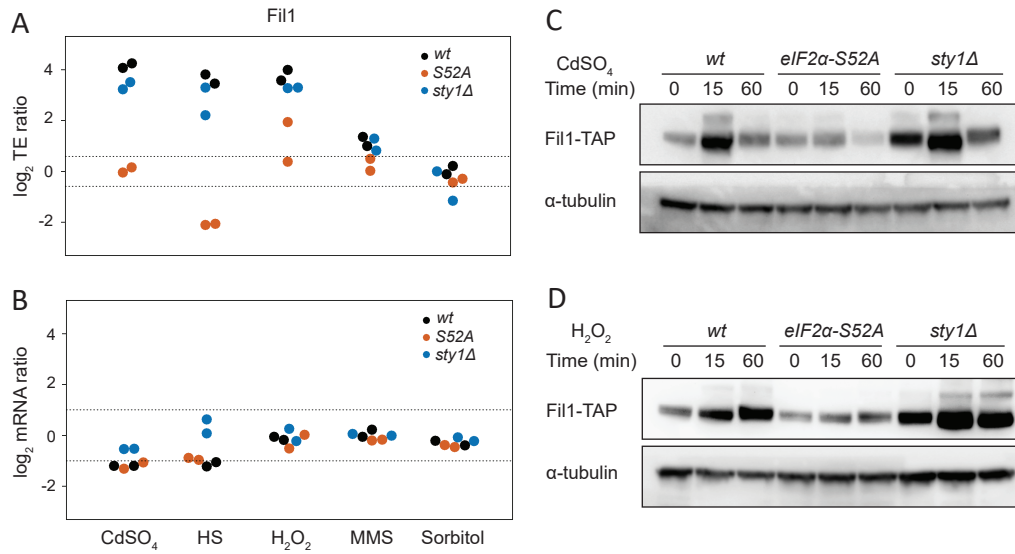 Fil1
A
log₂ TE ratio
4
2
0
-2
wt
S52A
sty1Δ
B
log₂ mRNA ratio
4
2
0
-2
wt
S52A
sty1Δ
CdSO₄ HS H₂O₂ MMS Sorbitol
C
CdSO₄ wt eIF2α-S52A sty1Δ
Time (min) 0 15 60 0 15 60 0 15 60
Fil1-TAP
α-tubulin
D
H₂O₂ wt eIF2α-S52A sty1Δ
Time (min) 0 15 60 0 15 60 0 15 60
Fil1-TAP
α-tubulin